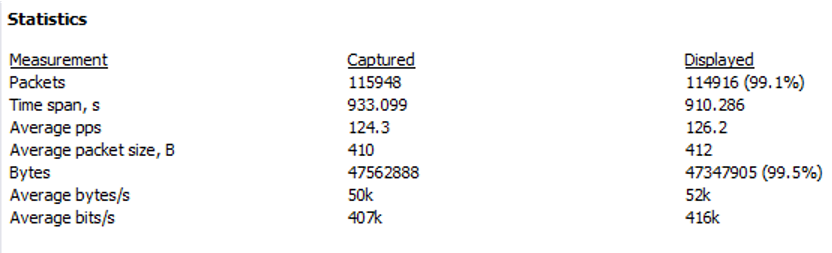 Statistics
Measurement Captured Displayed
Packets 115948 114916 (99.1%)
Time span, s 933.099 910.286
Average pps 124.3 126.2
Average packet size, B 410 412
Bytes 47562888 47347905 (99.5%)
Average bytes/s 50k 52k
Average bits/s 407k 416k